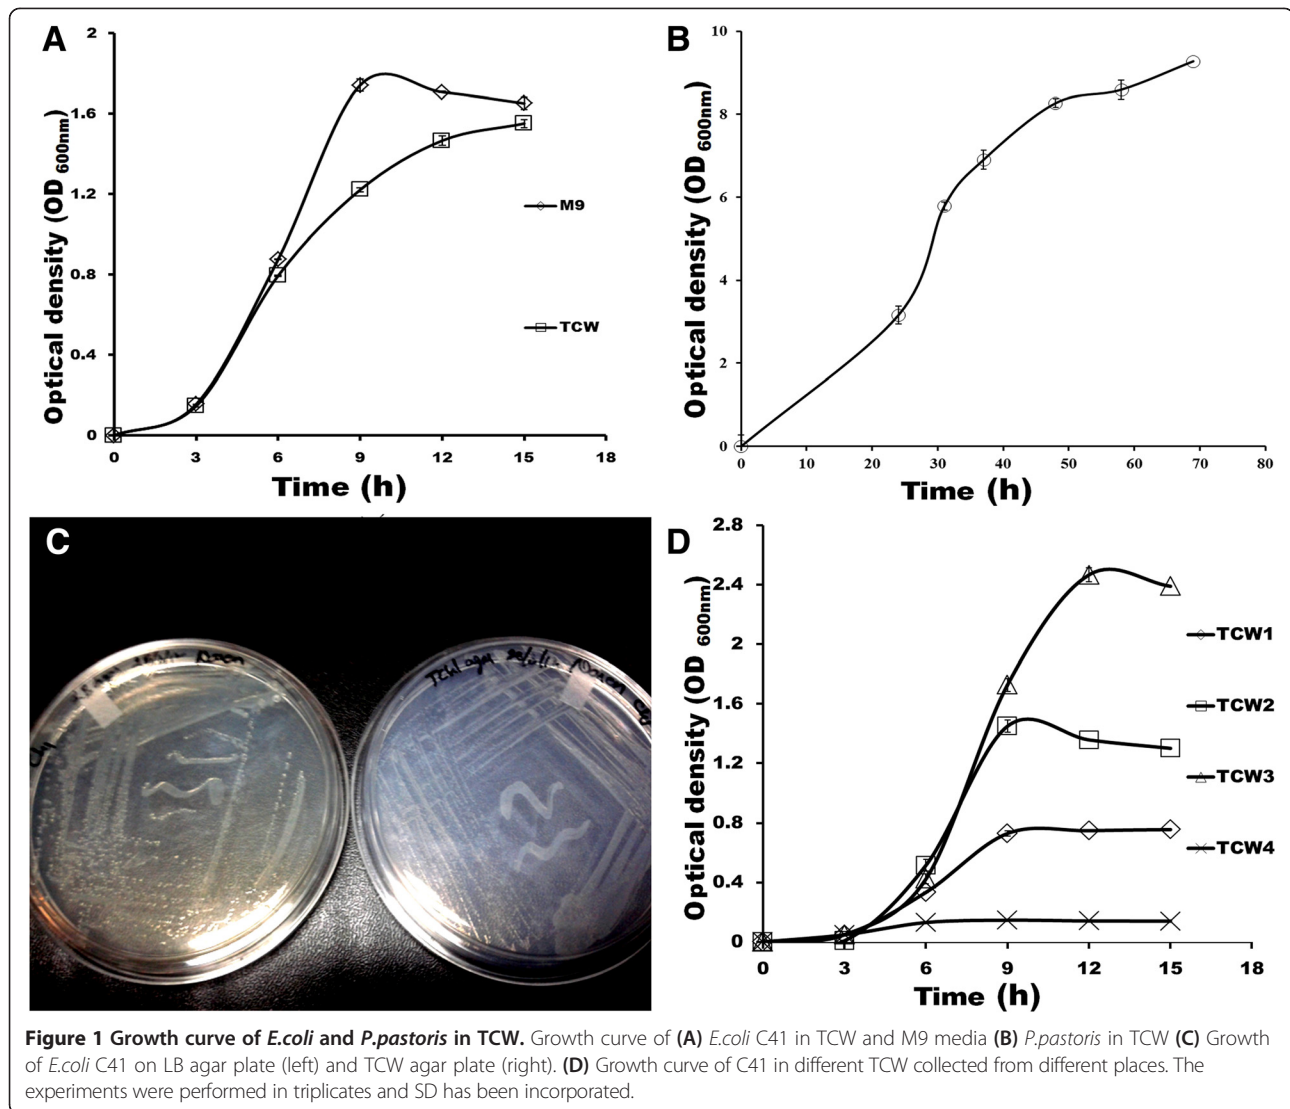 A
2
1.6
1.2
0.8
0.4
0
0 3 6 9 12 15 18
Optical density (OD 600nm)
Time (h)
M9
TCW
B
10
8
6
4
2
0
0 10 20 30 40 50 60 70 80
Optical density (OD 600nm)
Time (h)
C
TCW agar
D
2.8
2.4
2
1.6
1.2
0.8
0.4
0
0 3 6 9 12 15 18
Optical density (OD 600nm)
Time (h)
TCW1
TCW2
TCW3
TCW4
Figure 1 Growth curve of E.coli and P.pastoris in TCW. Growth curve of (A) E.coli C41 in TCW and M9 media (B) P.pastoris in TCW (C) Growth
of E.coli C41 on LB agar plate (left) and TCW agar plate (right). (D) Growth curve of C41 in different TCW collected from different places. The
experiments were performed in triplicates and SD has been incorporated.